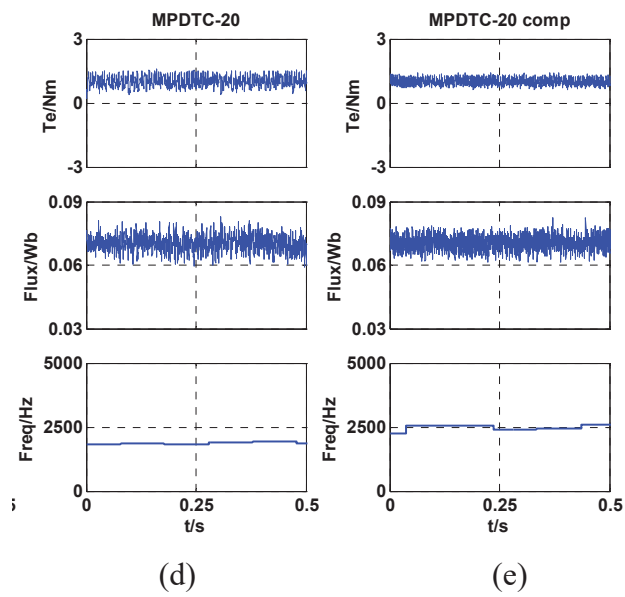 MPDTC-20
MPDTC-20 comp
3
0
-3
Te/Nm
3
0
-3
Te/Nm
0.09
0.06
0.03
Flux/Wb
0.09
0.06
0.03
Flux/Wb
5000
2500
0
Freq/Hz
0
0.25
0.5
t/s
5000
2500
0
Freq/Hz
0
0.25
0.5
t/s
(d)
(e)